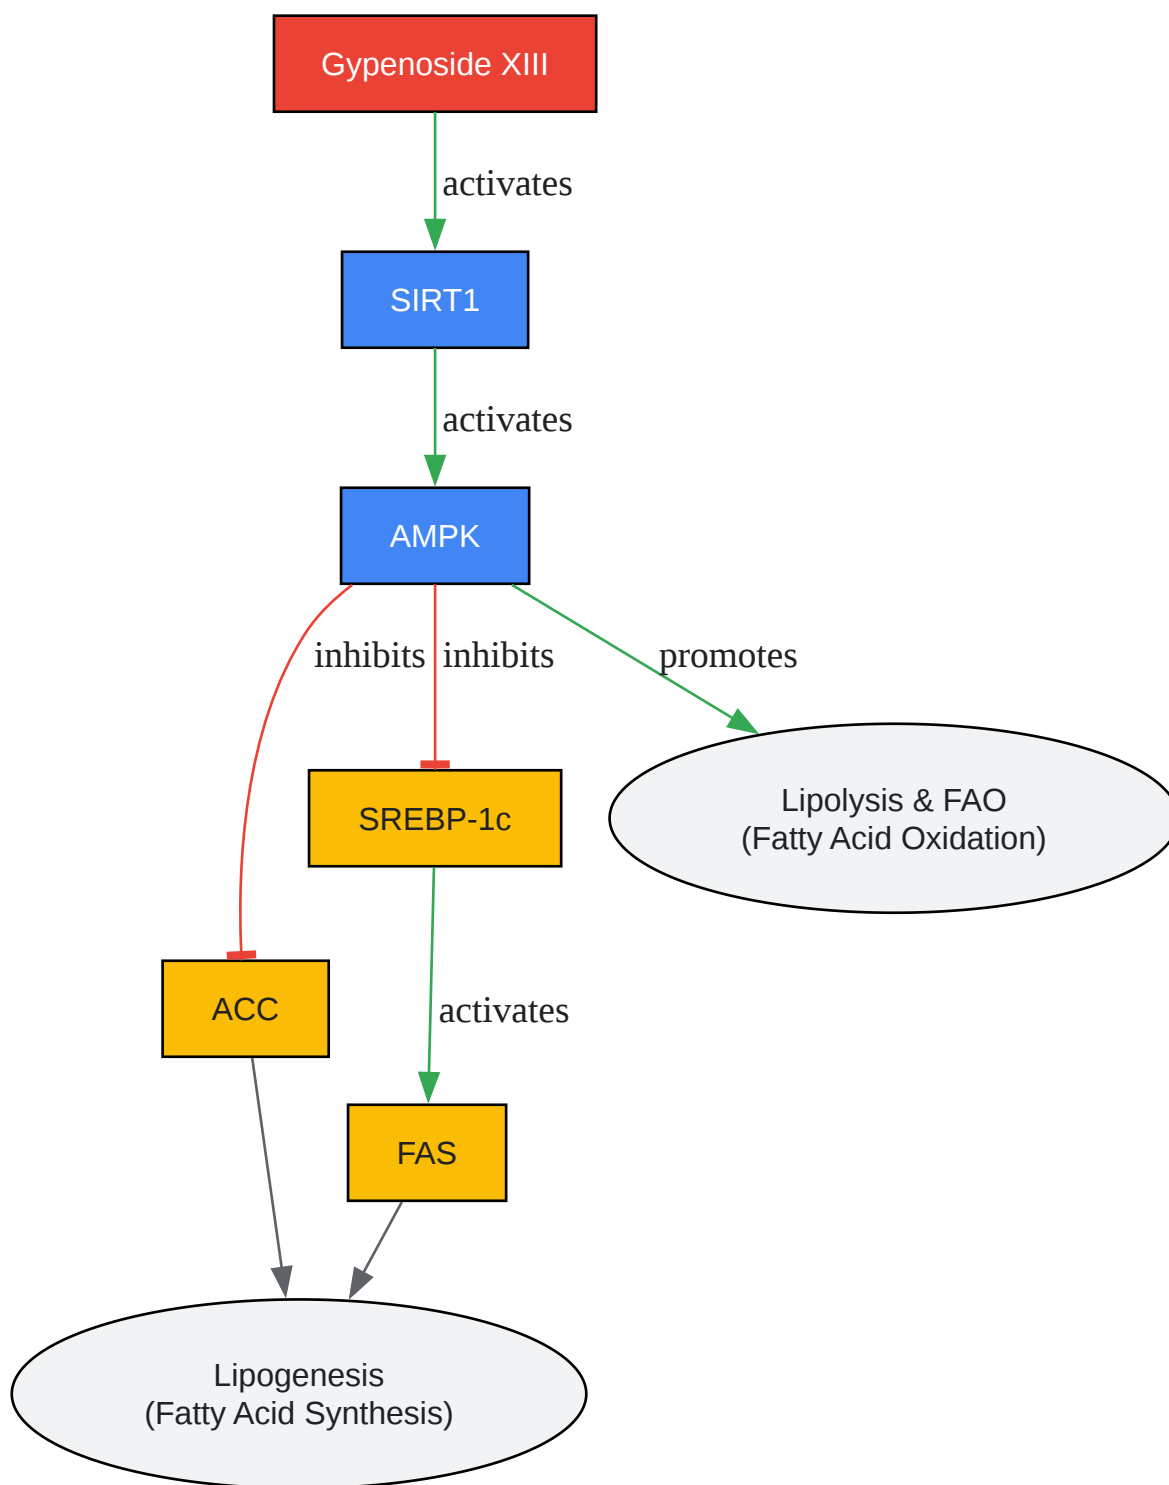 Gypenoside XIII
activates
SIRT1
activates
AMPK
inhibits
inhibits
promotes
SREBP-1c
Lipolysis & FAO
(Fatty Acid Oxidation)
ACC
activates
FAS
Lipogenesis
(Fatty Acid Synthesis)